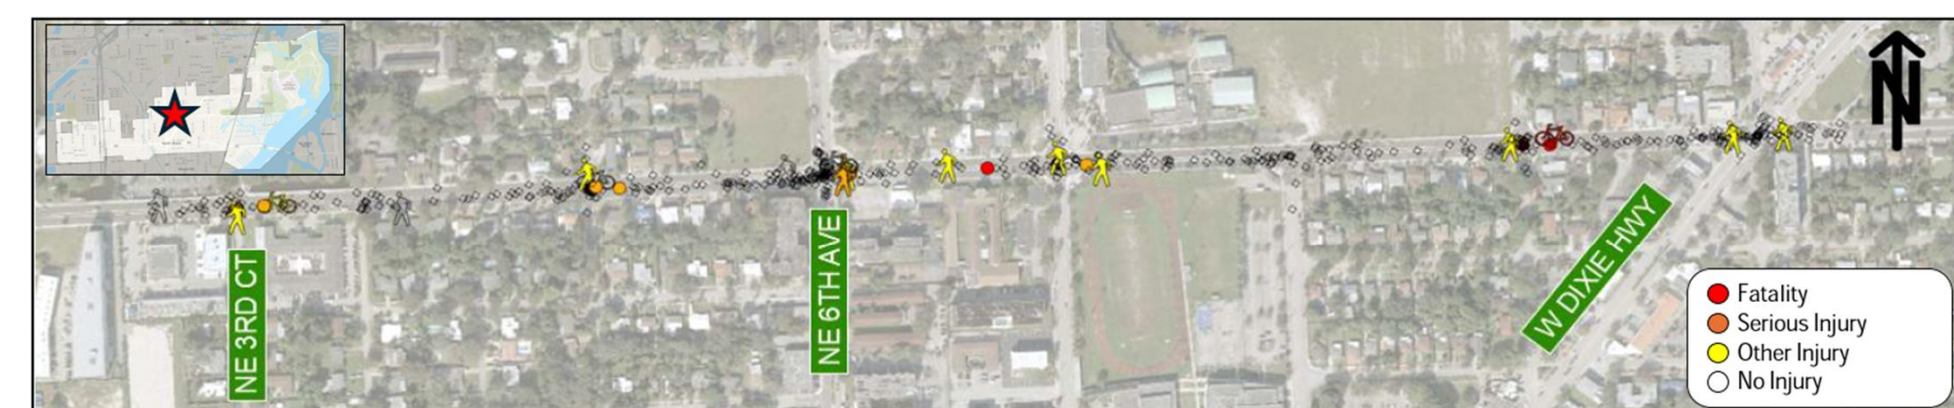 N
NE 3RD CT
NE 6TH AVE
W DIXIE HWY
Fatality
Serious Injury
Other Injury
No Injury